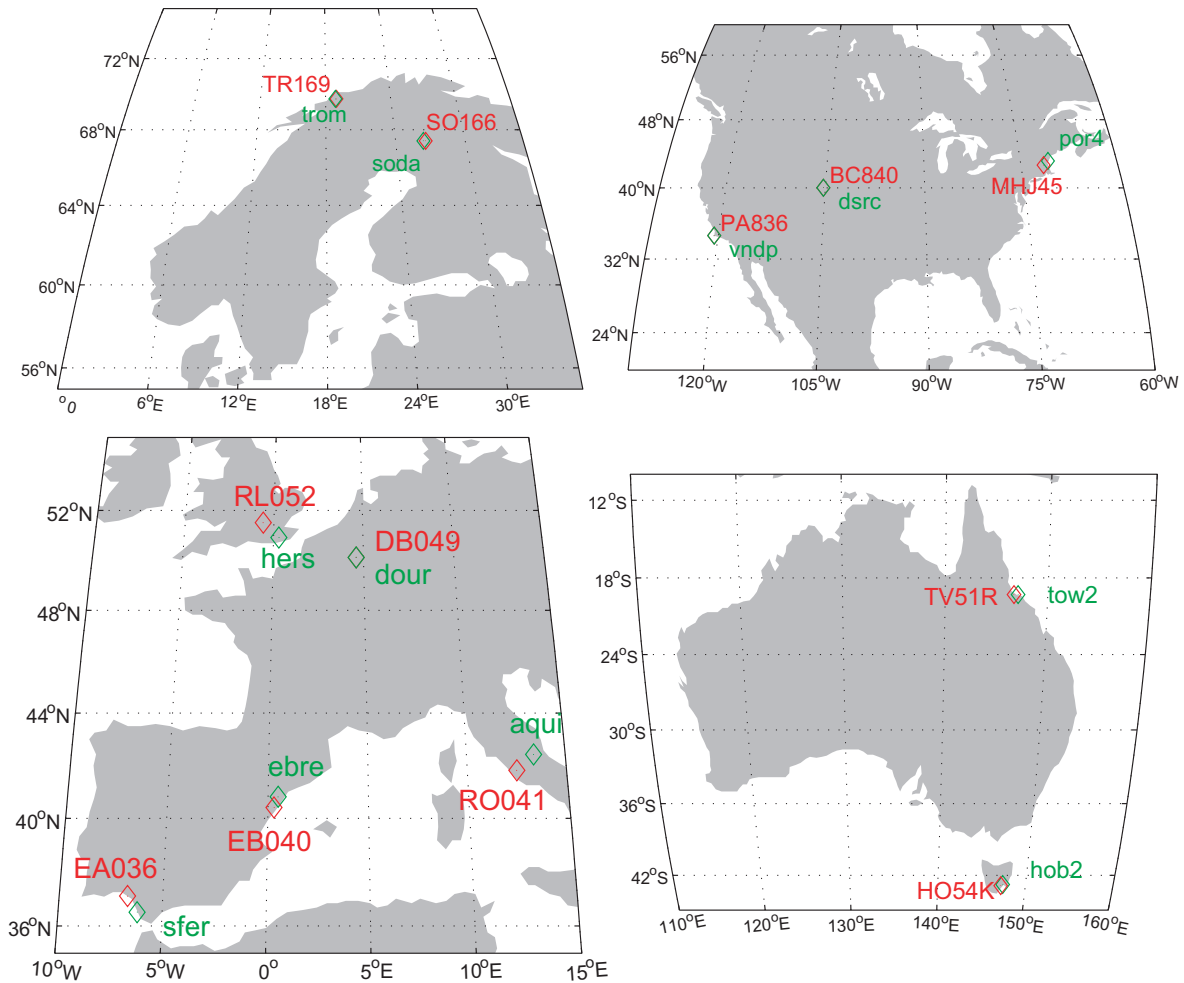 72°N
68°N
64°N
60°N
56°N
0°
6°E
12°E
18°E
24°E
30°E
TR169
trom
SO166
soda
56°N
48°N
40°N
32°N
24°N
120°W
105°W
90°W
75°W
60°W
por4
MHJ45
BC840
dsrc
PA836
vndp
52°N
48°N
44°N
40°N
36°N
10°W
5°W
0°
5°E
10°E
15°E
RL052
hers
DB049
dour
aqui
RO041
ebre
EB040
EA036
sfer
12°S
18°S
24°S
30°S
36°S
42°S
110°E
120°E
130°E
140°E
150°E
160°E
TV51R
tow2
hob2
HO54K